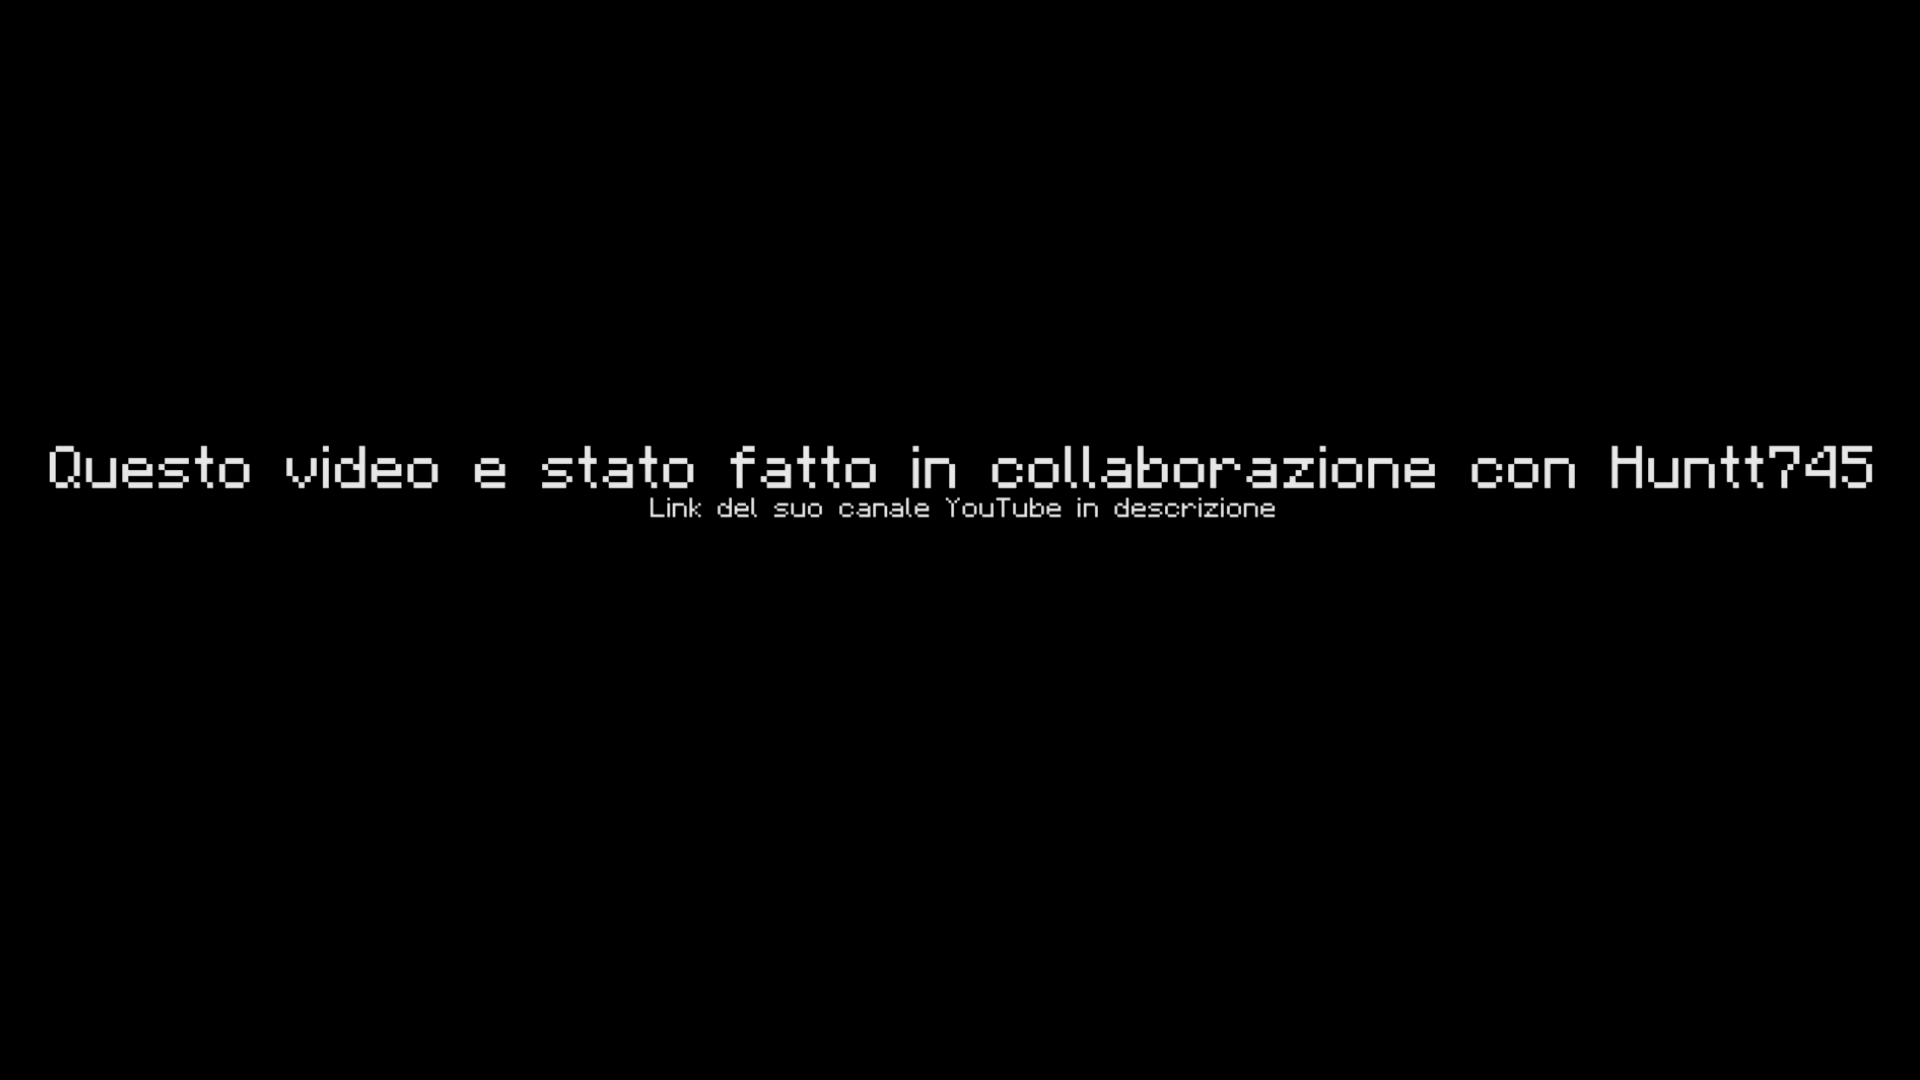 Questo video e stato fatto in collaborazione con Huntt745
Link del suo canale YouTube in descrizione